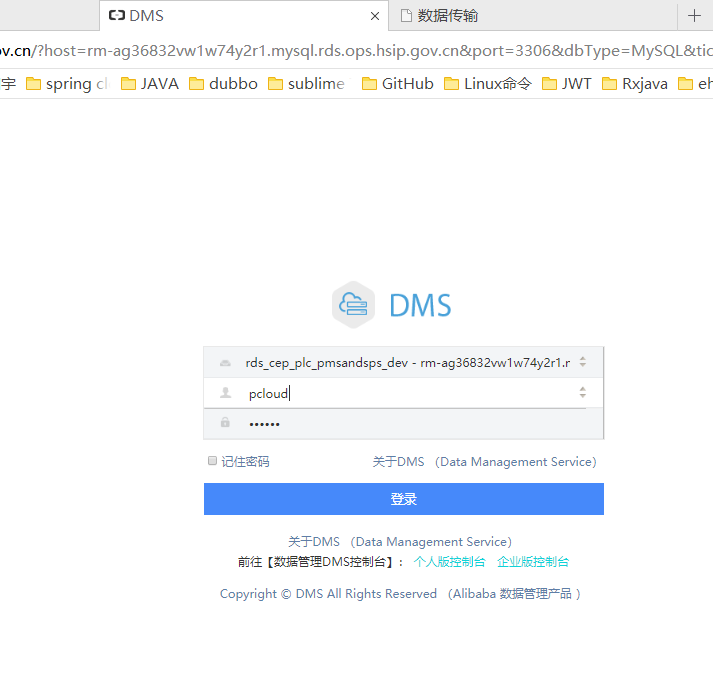 DMS × 数据传输 +
ov.cn/?host=rm-ag36832vw1w74y2r1.mysql.rds.ops.hsip.gov.cn&port=3306&dbType=MySQL&tic
宇 spring cl JAVA dubbo sublime GitHub Linux命令 JWT Rxjava eh
DMS
rds_cep_plc_pmsandsps_dev - rm-ag36832vw1w74y2r1.r
pcloud
••••••
记住密码 关于DMS （Data Management Service）
登录
关于DMS （Data Management Service）
前往【数据管理DMS控制台】： 个人版控制台 企业版控制台
Copyright © DMS All Rights Reserved （Alibaba 数据管理产品 ）